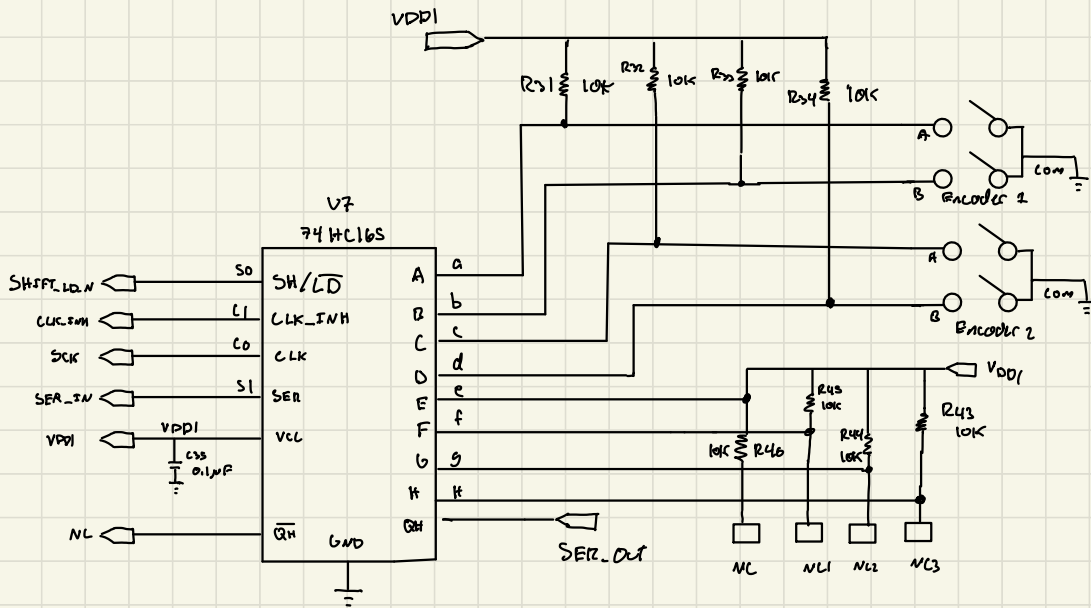 VDD1
R31 10K R32 10K R33 10K R34 10K
A
B
COM
Encoder 1
A
B
COM
Encoder 2
U7
74HC165
SHIFT_LD_N S0 SH/LD
CLK_INH C1 CLK_INH
SCK C0 CLK
SER_IN S1 SER
VDD1 VDD1 VCC
C35
0.1µF
NC QH
GND
A a
B b
C c
D d
E e
F f
G g
H H
QH
SER_OUT
VDD1
R45
10K
R43
10K
R44
10K
10K R46
NC NC1 NC2 NC3